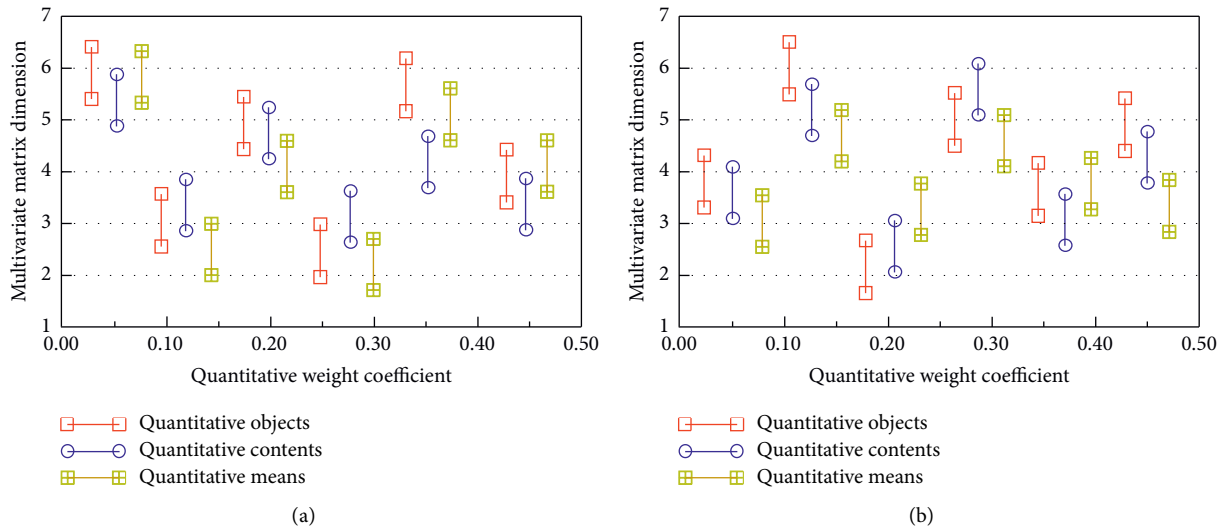 7
6
5
4
3
2
1
Multivariate matrix dimension
0.00
0.10
0.20
0.30
0.40
0.50
Quantitative weight coefficient
Quantitative objects
Quantitative contents
Quantitative means
(a)
7
6
5
4
3
2
1
Multivariate matrix dimension
0.00
0.10
0.20
0.30
0.40
0.50
Quantitative weight coefficient
Quantitative objects
Quantitative contents
Quantitative means
(b)